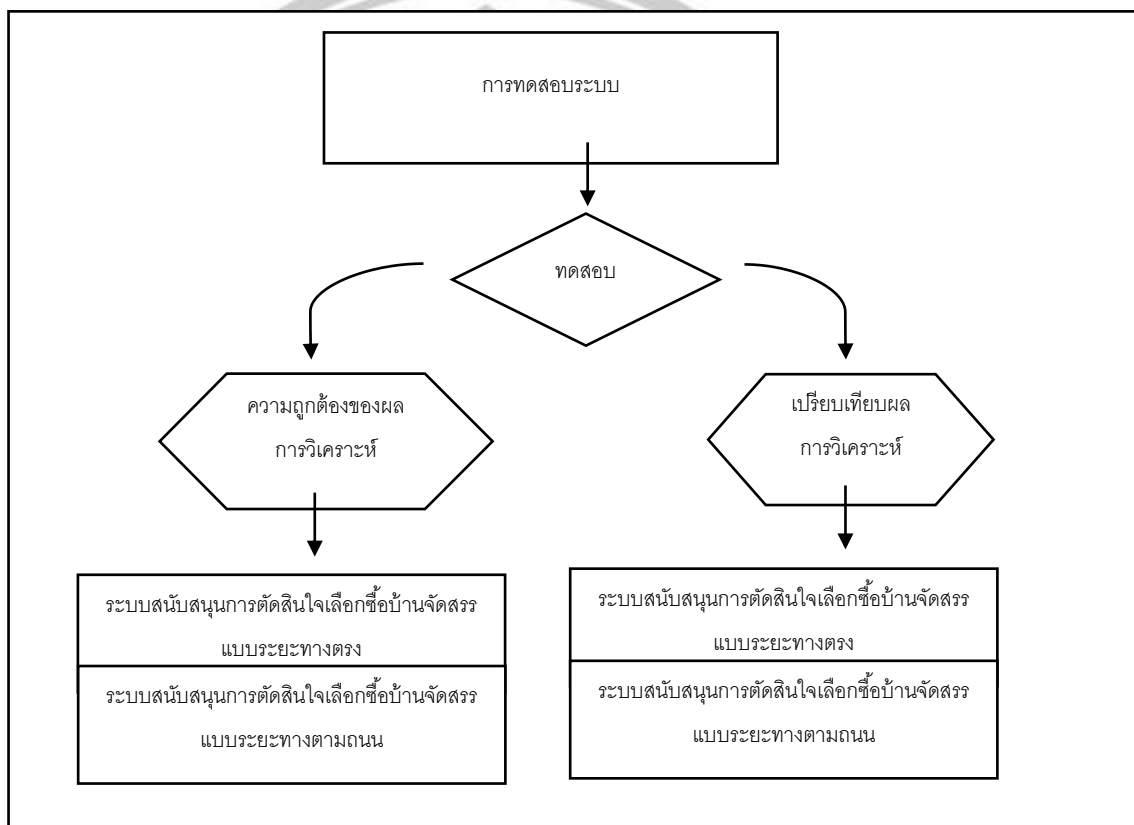 การทดสอบระบบ
ทดสอบ
ความถูกต้องของผล
การวิเคราะห์
เปรียบเทียบผล
การวิเคราะห์
ระบบสนับสนุนการตัดสินใจเลือกซื้อบ้านจัดสรร
แบบระยะทางตรง
ระบบสนับสนุนการตัดสินใจเลือกซื้อบ้านจัดสรร
แบบระยะทางตามถนน
ระบบสนับสนุนการตัดสินใจเลือกซื้อบ้านจัดสรร
แบบระยะทางตรง
ระบบสนับสนุนการตัดสินใจเลือกซื้อบ้านจัดสรร
แบบระยะทางตามถนน